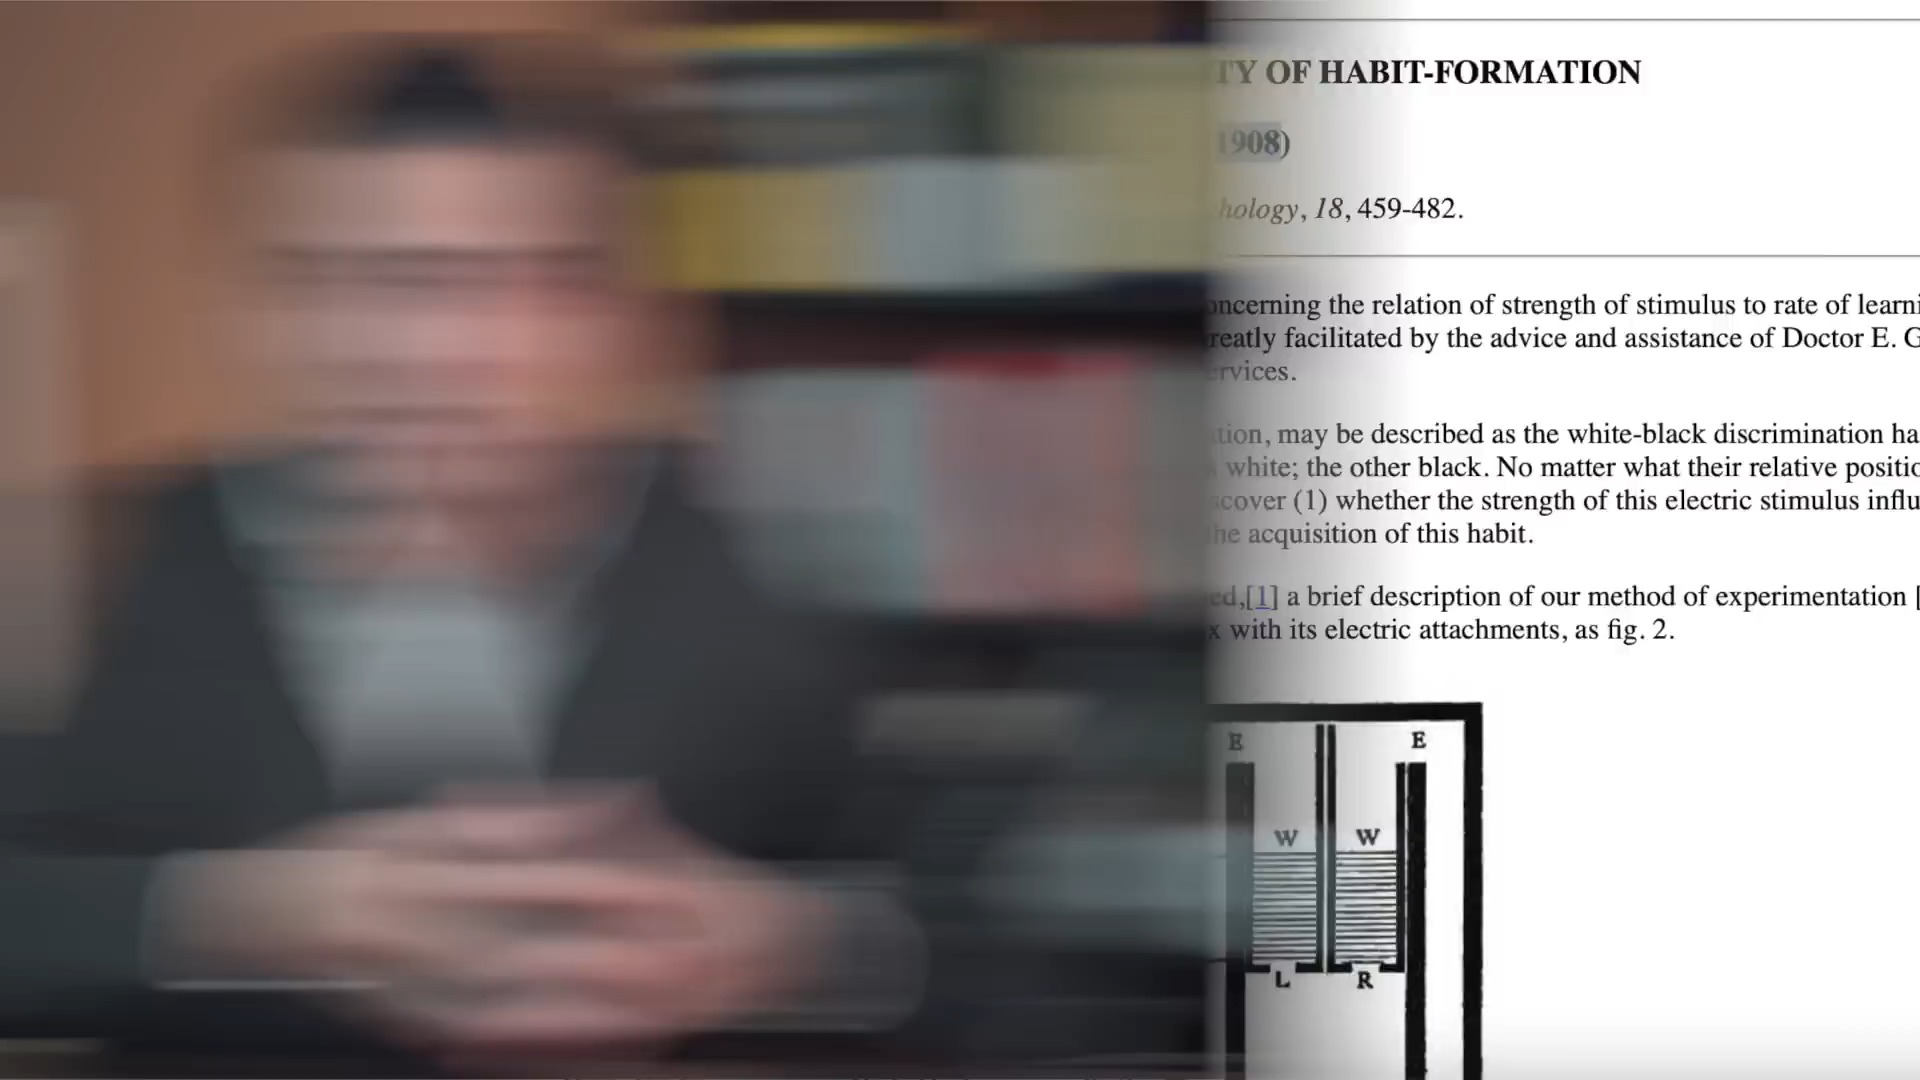 TY OF HABIT-FORMATION
1908)
hology, 18, 459-482.
oncerning the relation of strength of stimulus to rate of learni
reatly facilitated by the advice and assistance of Doctor E. G
ervices.
tion, may be described as the white-black discrimination ha
white; the other black. No matter what their relative positio
scover (1) whether the strength of this electric stimulus influ
he acquisition of this habit.
ed,[1] a brief description of our method of experimentation [
x with its electric attachments, as fig. 2.
E E
W W
L R